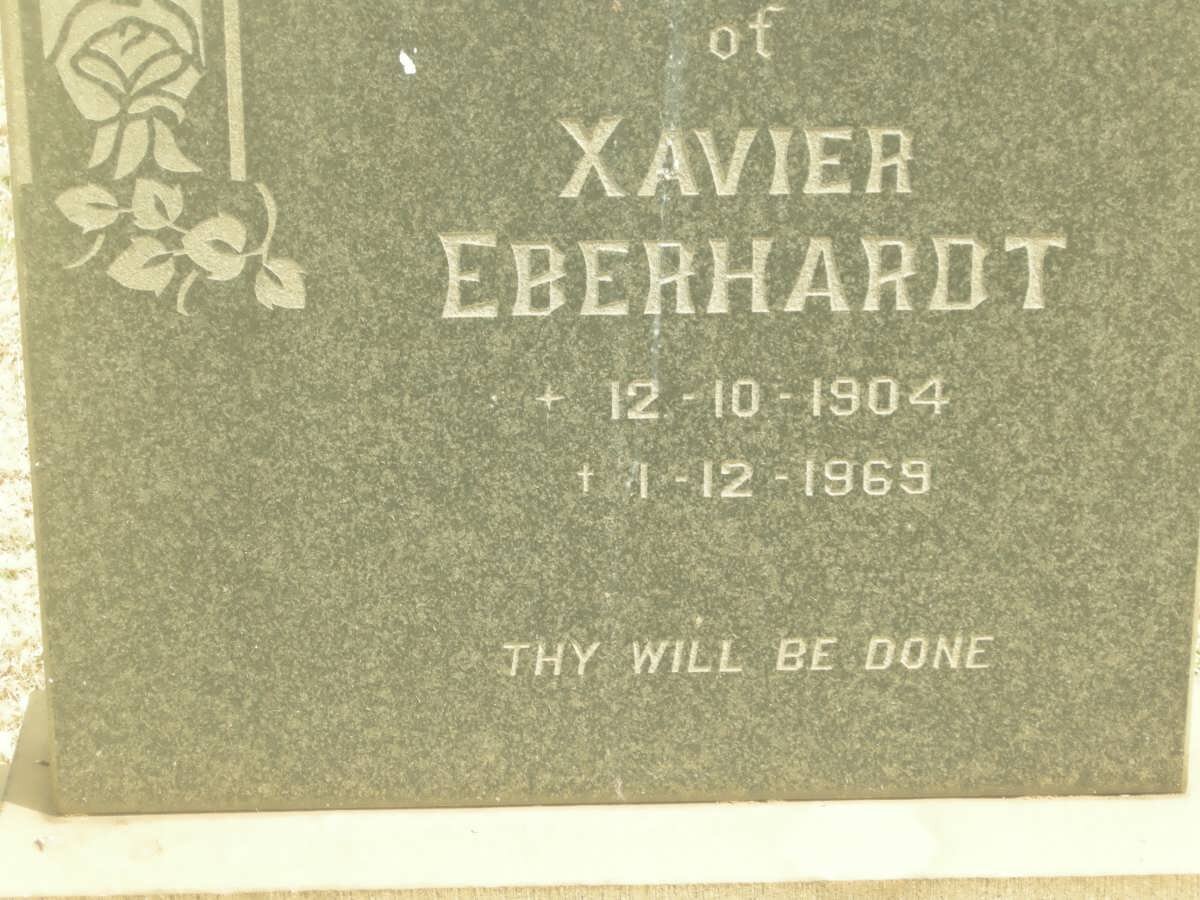 of
XAVIER
EBERHARDT
+ 12-10-1904
† 1-12-1969
THY WILL BE DONE